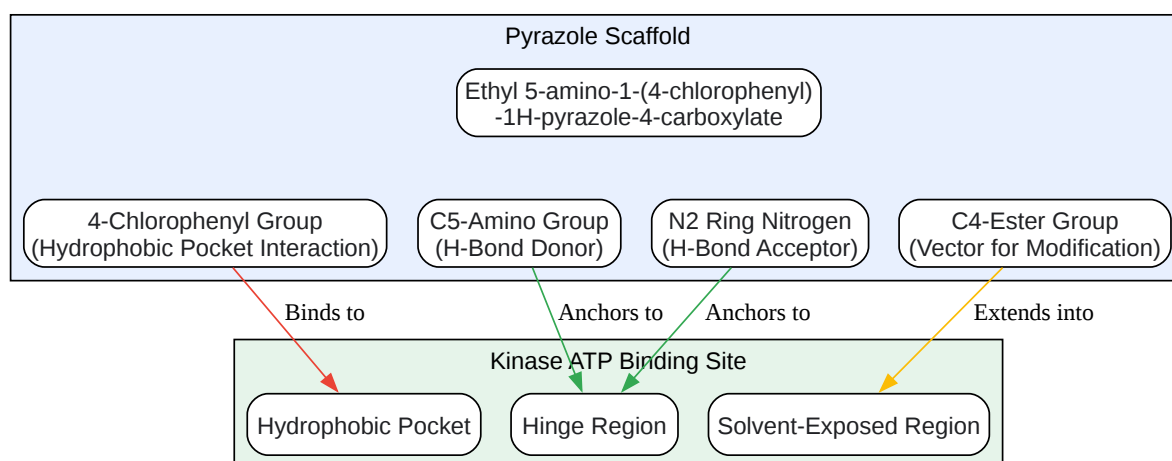 Pyrazole Scaffold
Ethyl 5-amino-1-(4-chlorophenyl)
-1H-pyrazole-4-carboxylate
4-Chlorophenyl Group
(Hydrophobic Pocket Interaction)
C5-Amino Group
(H-Bond Donor)
N2 Ring Nitrogen
(H-Bond Acceptor)
C4-Ester Group
(Vector for Modification)
Binds to
Anchors to
Anchors to
Extends into
Kinase ATP Binding Site
Hydrophobic Pocket
Hinge Region
Solvent-Exposed Region